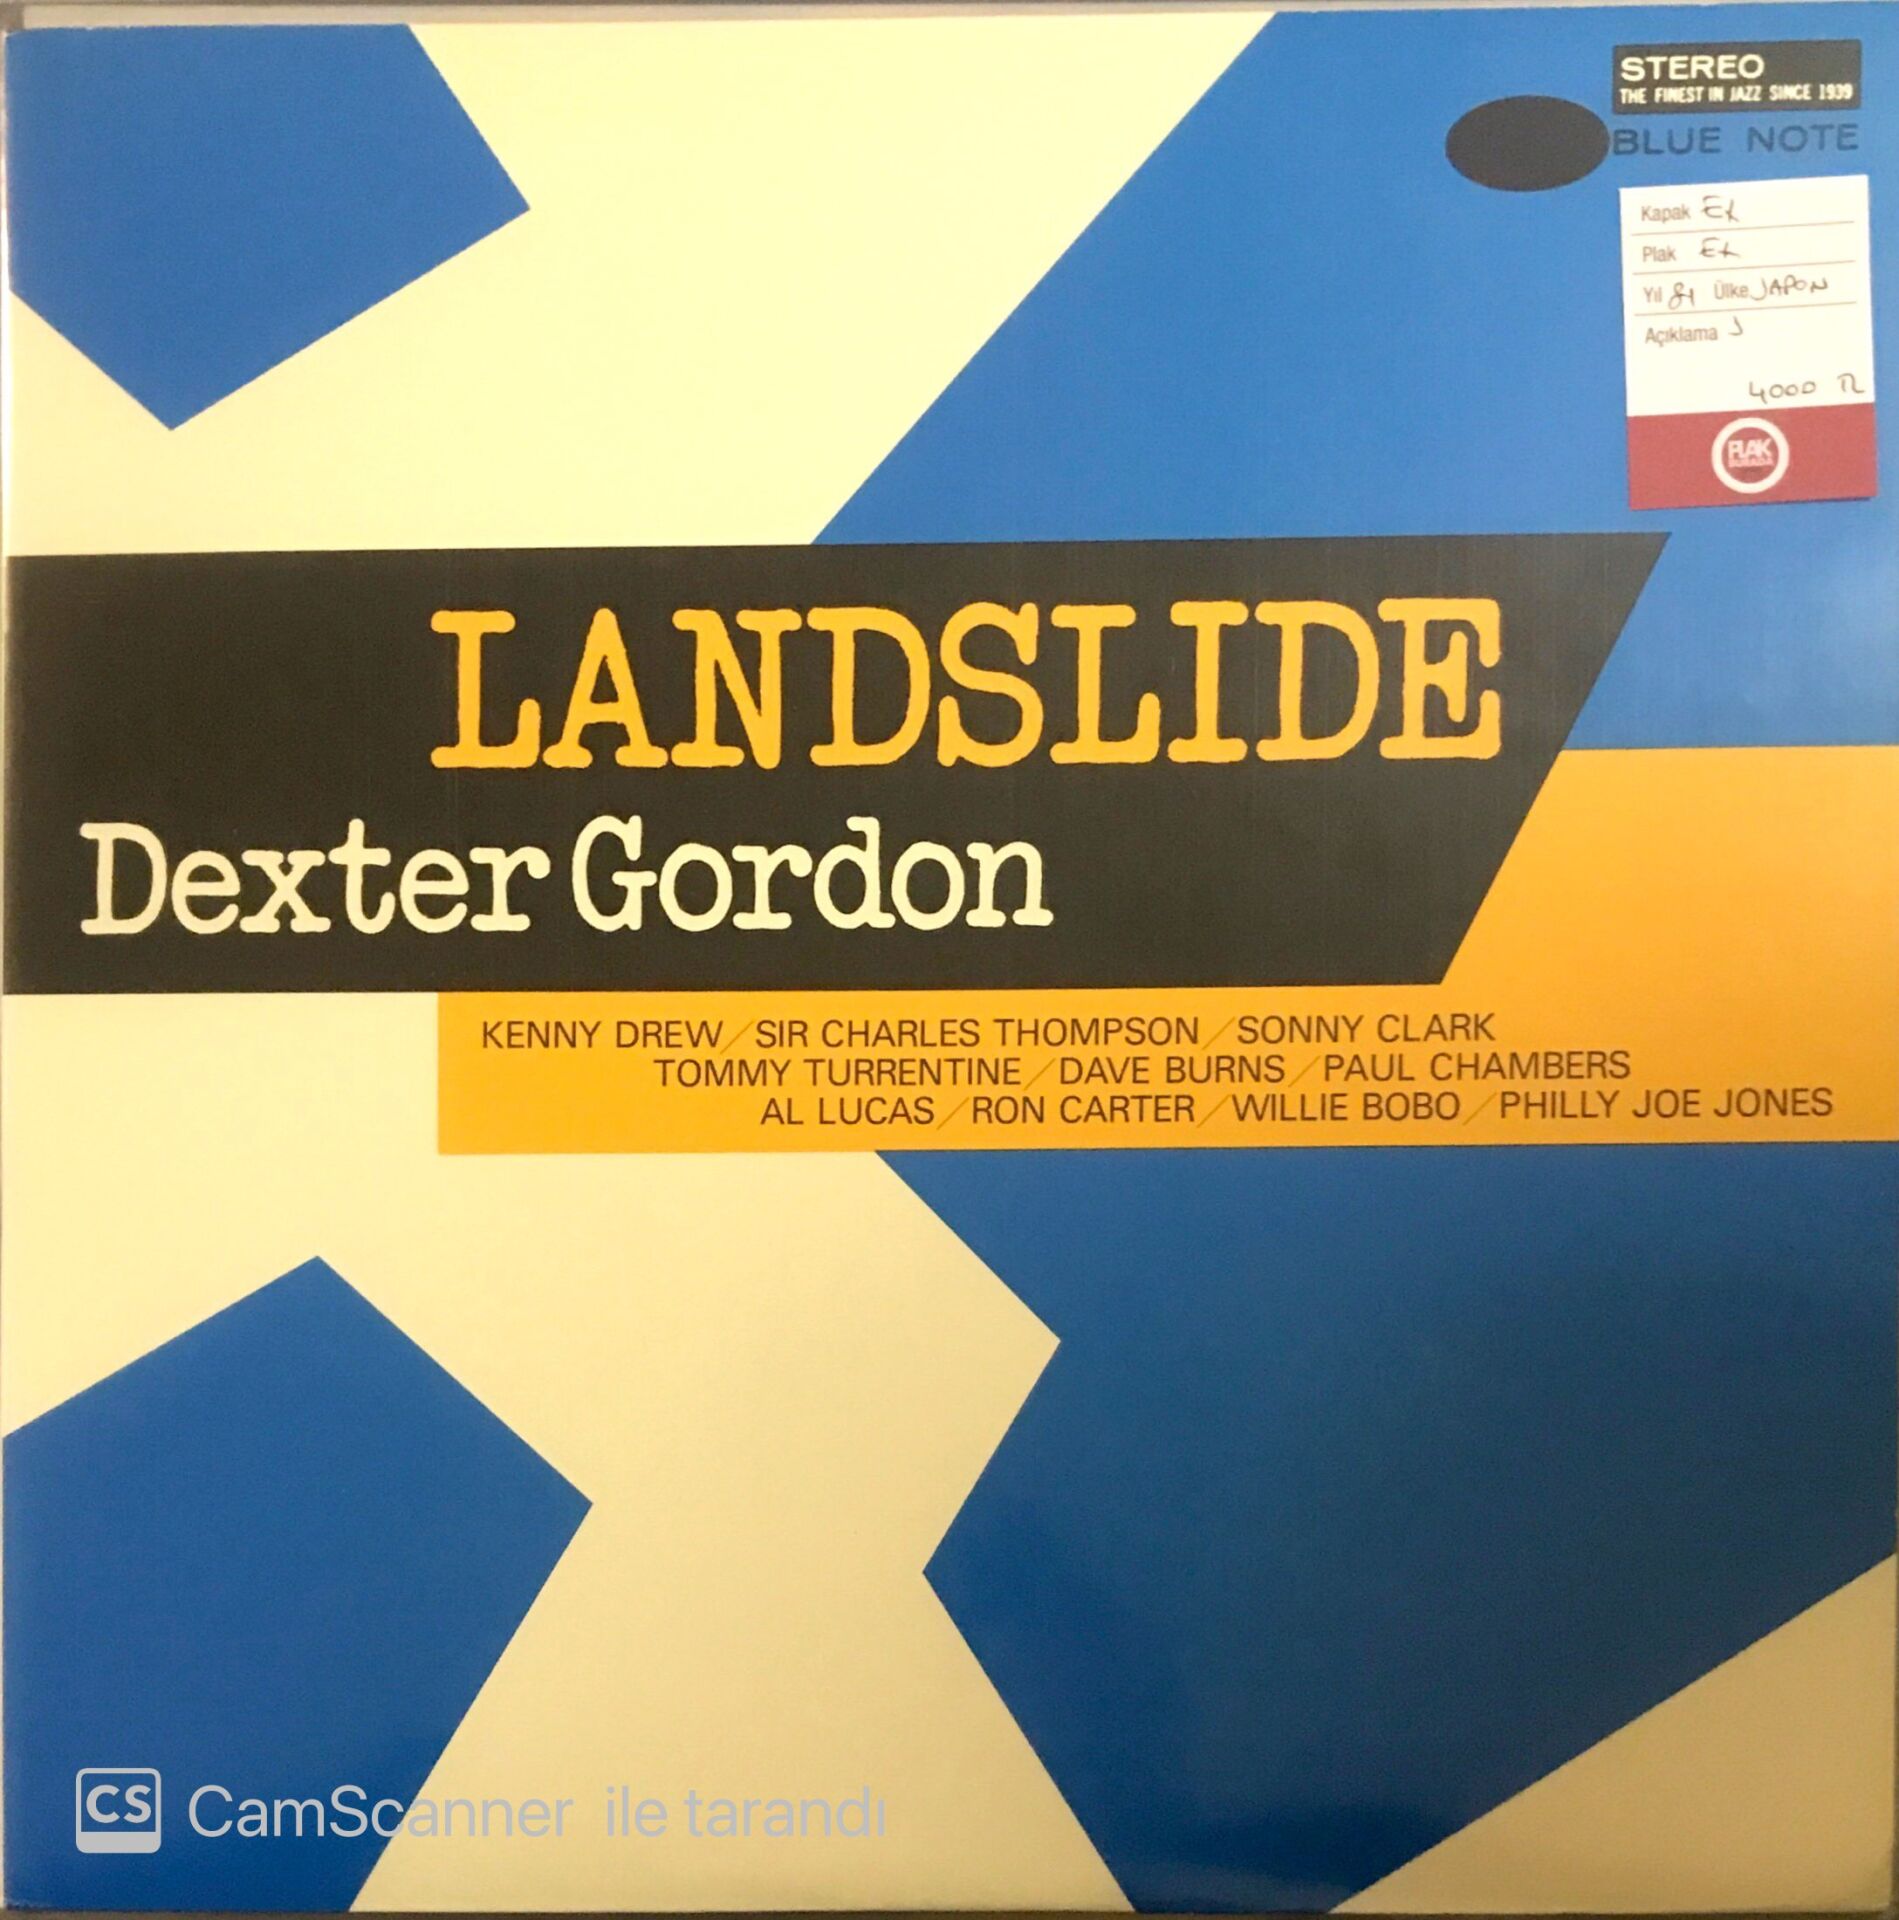 STEREO
THE FINEST IN JAZZ SINCE 1939
BLUE NOTE
Kapak EX
Plak EX
Yıl 81 Ülke JAPON
Açıklama J
4000 TL
PLAK
BURADA
LANDSLIDE
Dexter Gordon
KENNY DREW/SIR CHARLES THOMPSON/SONNY CLARK
TOMMY TURRENTINE/DAVE BURNS/PAUL CHAMBERS
AL LUCAS/RON CARTER/WILLIE BOBO/PHILLY JOE JONES
CS CamScanner ile tarandı